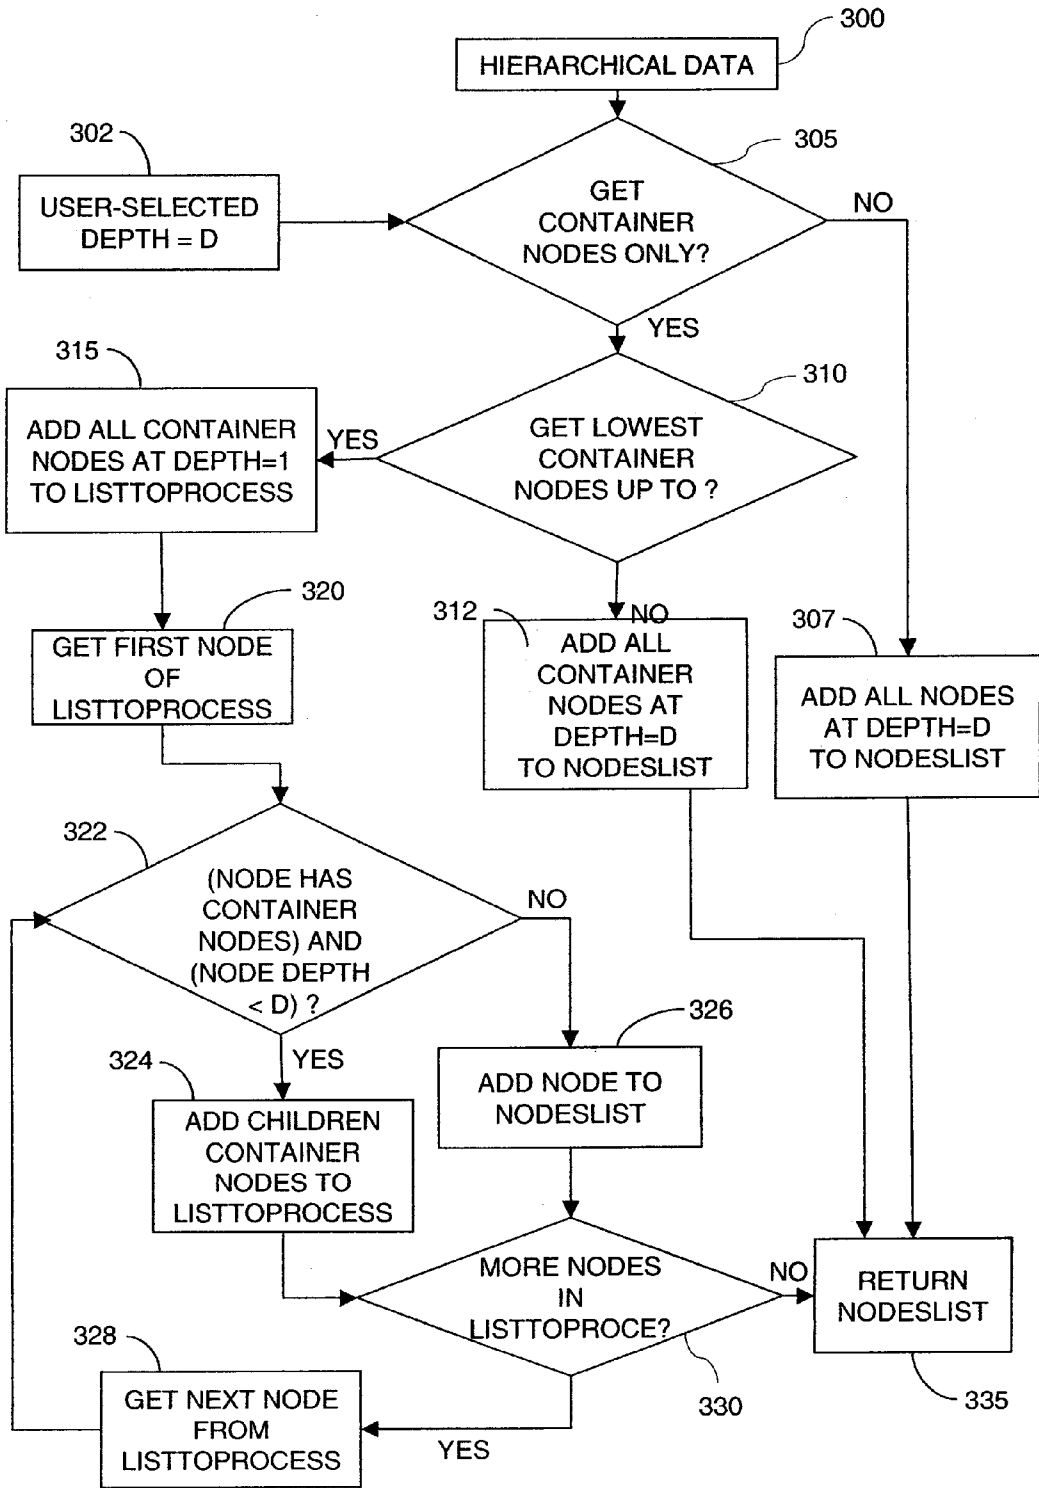 300
HIERARCHICAL DATA
302
305
USER-SELECTED
DEPTH = D
GET
CONTAINER
NODES ONLY?
NO
YES
315
310
ADD ALL CONTAINER
NODES AT DEPTH=1
TO LISTTOPROCESS
YES
GET LOWEST
CONTAINER
NODES UP TO ?
320
312
NO
307
GET FIRST NODE
OF
LISTTOPROCESS
ADD ALL
CONTAINER
NODES AT
DEPTH=D
TO NODESLIST
ADD ALL NODES
AT DEPTH=D
TO NODESLIST
322
(NODE HAS
CONTAINER
NODES) AND
(NODE DEPTH
< D) ?
NO
YES
324
326
ADD CHILDREN
CONTAINER
NODES TO
LISTTOPROCESS
ADD NODE TO
NODESLIST
MORE NODES
IN
LISTTOPROCE?
NO
RETURN
NODESLIST
328
330
335
GET NEXT NODE
FROM
LISTTOPROCESS
YES